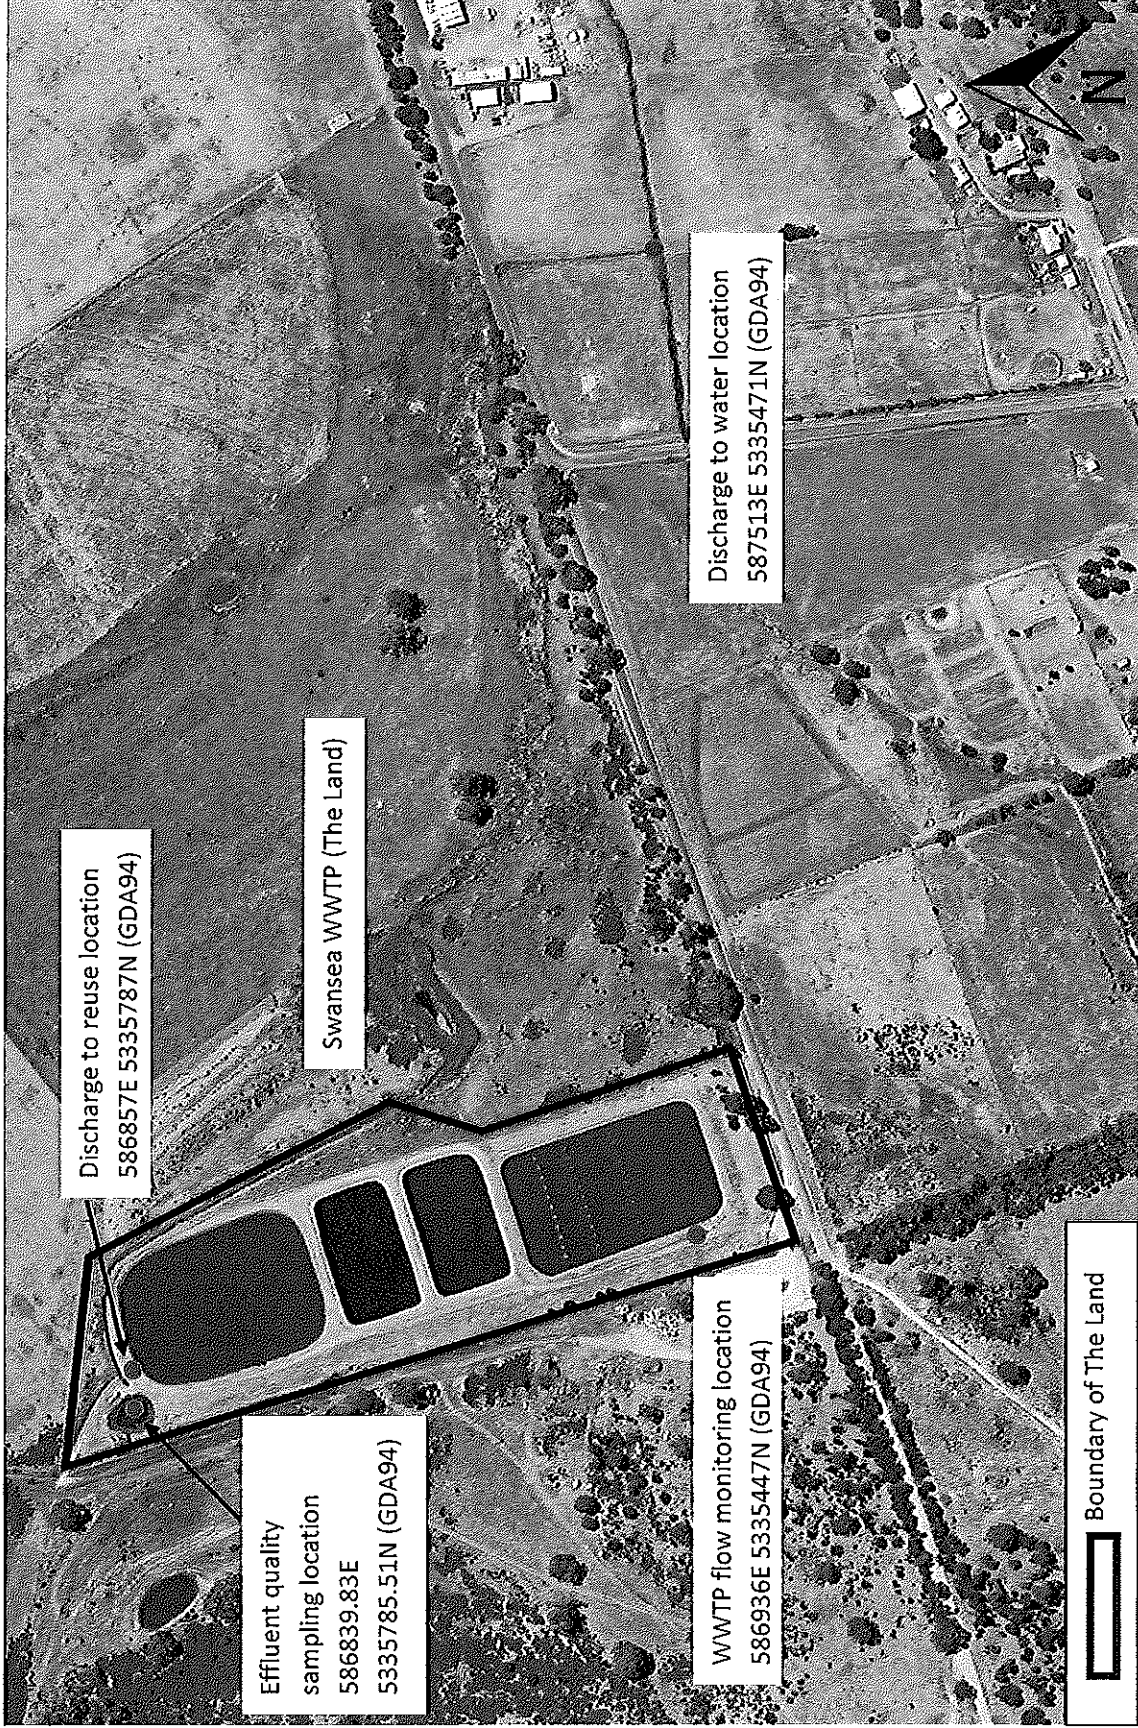 Discharge to reuse location
586857E 5335787N (GDA94)
Swansea WWTP (The Land)
Effluent quality
sampling location
586839.83E
5335785.51N (GDA94)
Discharge to water location
587513E 5335471N (GDA94)
WWTP flow monitoring location
586936E 5335447N (GDA94)
Boundary of The Land
N